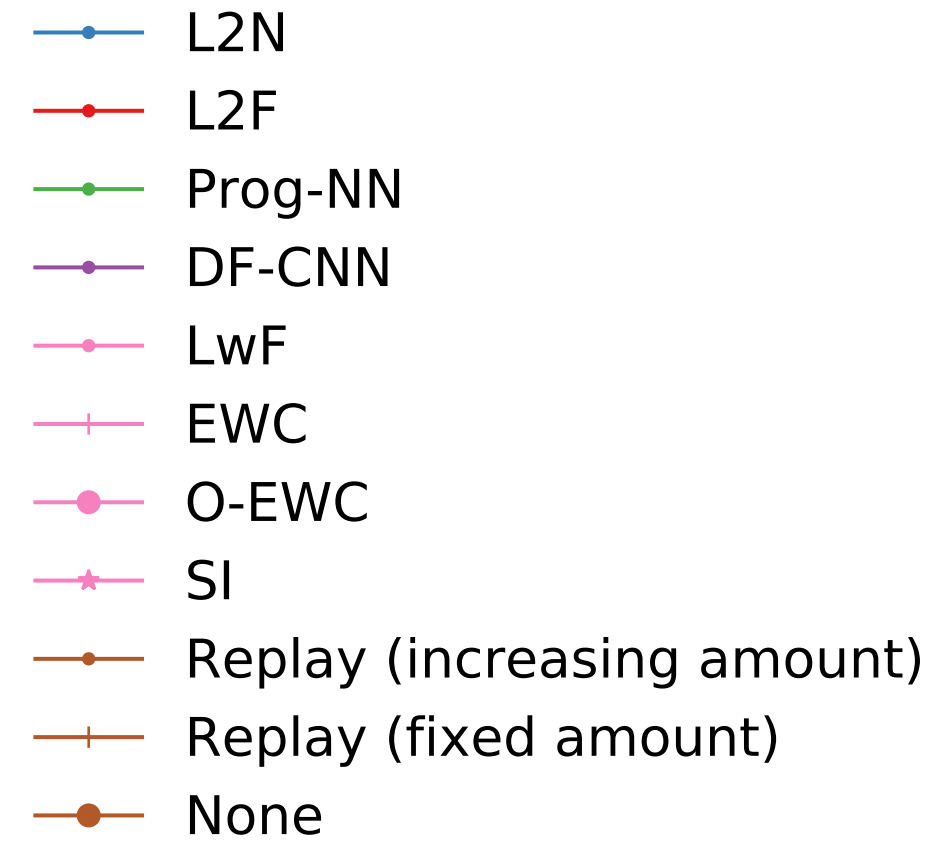 L2N
L2F
Prog-NN
DF-CNN
LwF
EWC
O-EWC
SI
Replay (increasing amount)
Replay (fixed amount)
None